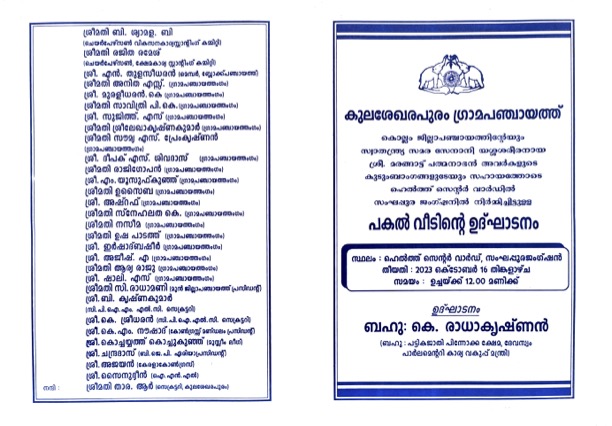 ശ്രീമതി ബി. ശ്യാമള. ബി
(ചെയർപേഴ്സൺ വികസനകാര്യസ്റ്റാന്റിംഗ് കമ്മിറ്റി)
ശ്രീമതി രജിത രമേശ്
(ചെയർപേഴ്സൺ, ക്ഷേമകാര്യ സ്റ്റാന്റിംഗ് കമ്മിറ്റി)
ശ്രീ. എൻ. തുളസീധരൻ (മെമ്പർ, ബ്ലോക്ക്പഞ്ചായത്ത്)
ശ്രീമതി അനിത എസ്സ്. (ഗ്രാമപഞ്ചായത്തംഗം)
ശ്രീ. മുരളീധരൻ.കെ (ഗ്രാമപഞ്ചായത്തംഗം)
ശ്രീമതി സാവിത്രി പി.കെ. (ഗ്രാമപഞ്ചായത്തംഗം)
ശ്രീ. സുജിത്ത്. എസ് (ഗ്രാമപഞ്ചായത്തംഗം)
ശ്രീമതി ശ്രീലേഖാകൃഷ്ണകുമാർ (ഗ്രാമപഞ്ചായത്തംഗം)
ശ്രീമതി സൗമ്യ എസ്. പ്രേംകൃഷ്ണൻ
(ഗ്രാമപഞ്ചായത്തംഗം)
ശ്രീ. ദീപക് എസ്. ശിവദാസ് (ഗ്രാമപഞ്ചായത്തംഗം)
ശ്രീമതി രാജിഗോപൻ (ഗ്രാമപഞ്ചായത്തംഗം)
ശ്രീ. എം. യൂസുഫ്കുഞ്ഞ് (ഗ്രാമപഞ്ചായത്തംഗം)
ശ്രീമതി ഉസൈബ (ഗ്രാമപഞ്ചായത്തംഗം)
ശ്രീ. അഷ്റഫ് (ഗ്രാമപഞ്ചായത്തംഗം)
ശ്രീമതി സ്നേഹലത കെ. (ഗ്രാമപഞ്ചായത്തംഗം)
ശ്രീമതി നസീമ (ഗ്രാമപഞ്ചായത്തംഗം)
ശ്രീമതി ഉഷ പാടത്ത് (ഗ്രാമപഞ്ചായത്തംഗം)
ശ്രീ. ഇർഷാദ്ബഷീർ (ഗ്രാമപഞ്ചായത്തംഗം)
ശ്രീ. അജീഷ്. എ (ഗ്രാമപഞ്ചായത്തംഗം)
ശ്രീമതി ആര്യ രാജു (ഗ്രാമപഞ്ചായത്തംഗം)
ശ്രീ. ഷാലി. എസ് (ഗ്രാമപഞ്ചായത്തംഗം)
ശ്രീമതി സി.രാധാമണി (മുൻ ജില്ലാപഞ്ചായത്ത് പ്രസിഡന്റ്)
ശ്രീ. ബി. കൃഷ്ണകുമാർ
(സി.പി.ഐ.എം. എൽ.സി. സെക്രട്ടറി)
ശ്രീ.കെ. ശ്രീധരൻ (സി.പി.ഐ.എൽ.സി. സെക്രട്ടറി)
ശ്രീ.കെ.എം. നൗഷാദ് (കോൺഗ്രസ്സ് മണ്ഡലം പ്രസിഡന്റ്)
ശ്രീ.കൊച്ചയ്യത്ത് കൊച്ചുകുഞ്ഞ് (മുസ്ലീം ലീഗ്)
ശ്രീ.ചന്ദ്രദാസ് (ബി.ജെ.പി. ഏരിയാപ്രസിഡന്റ്)
ശ്രീ.അജയൻ (കേരളാകോൺഗ്രസ്)
ശ്രീ.സൈനുദ്ദീൻ (ഐ.എൻ.എൽ)
നന്ദി : ശ്രീമതി താര. ആർ (സെക്രട്ടറി, കുലശേഖരപുരം)
കുലശേഖരപുരം ഗ്രാമപഞ്ചായത്ത്
കൊല്ലം ജില്ലാപഞ്ചായത്തിന്റേയും
സ്വാതന്ത്ര്യ സമര സേനാനി യശ്ശശരീരനായ
ശ്രീ. മരങ്ങാട്ട് പത്മനാഭൻ അവർകളുടെ
കുടുംബാംഗങ്ങളുടേയും സഹായത്തോടെ
ഹെൽത്ത് സെന്റർ വാർഡിൽ
സംഘപ്പുര ജംഗ്ഷനിൽ നിർമ്മിച്ചിട്ടുള്ള
പകൽ വീടിന്റെ ഉദ്ഘാടനം
സ്ഥലം : ഹെൽത്ത് സെന്റർ വാർഡ്, സംഘപ്പുരജംഗ്ഷൻ
തീയതി : 2023 ഒക്ടോബർ 16 തിങ്കളാഴ്ച
സമയം : ഉച്ചയ്ക്ക് 12.00 മണിക്ക്
ഉദ്ഘാടനം
ബഹു: കെ. രാധാകൃഷ്ണൻ
(ബഹു : പട്ടികജാതി പിന്നോക്ക ക്ഷേമ, ദേവസ്വം
പാർലമെന്ററി കാര്യ വകുപ്പ് മന്ത്രി)